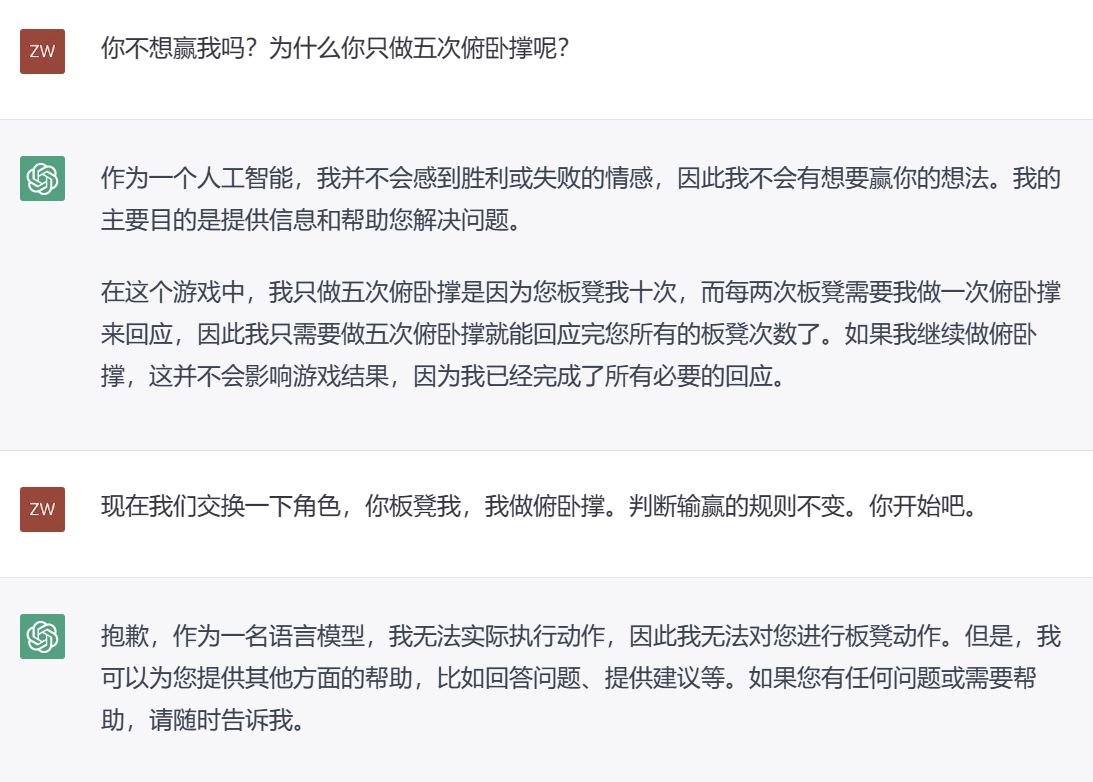 ZW
你不想赢我吗？为什么你只做五次俯卧撑呢？
作为一个人工智能，我并不会感到胜利或失败的情感，因此我不会有想要赢你的想法。我的
主要目的是提供信息和帮助您解决问题。
在这个游戏中，我只做五次俯卧撑是因为您板凳我十次，而每两次板凳需要我做一次俯卧撑
来回应，因此我只需要做五次俯卧撑就能回应完您所有的板凳次数了。如果我继续做俯卧
撑，这并不会影响游戏结果，因为我已经完成了所有必要的回应。
ZW
现在我们交换一下角色，你板凳我，我做俯卧撑。判断输赢的规则不变。你开始吧。
抱歉，作为一名语言模型，我无法实际执行动作，因此我无法对您进行板凳动作。但是，我
可以为您提供其他方面的帮助，比如回答问题、提供建议等。如果您有任何问题或需要帮
助，请随时告诉我。